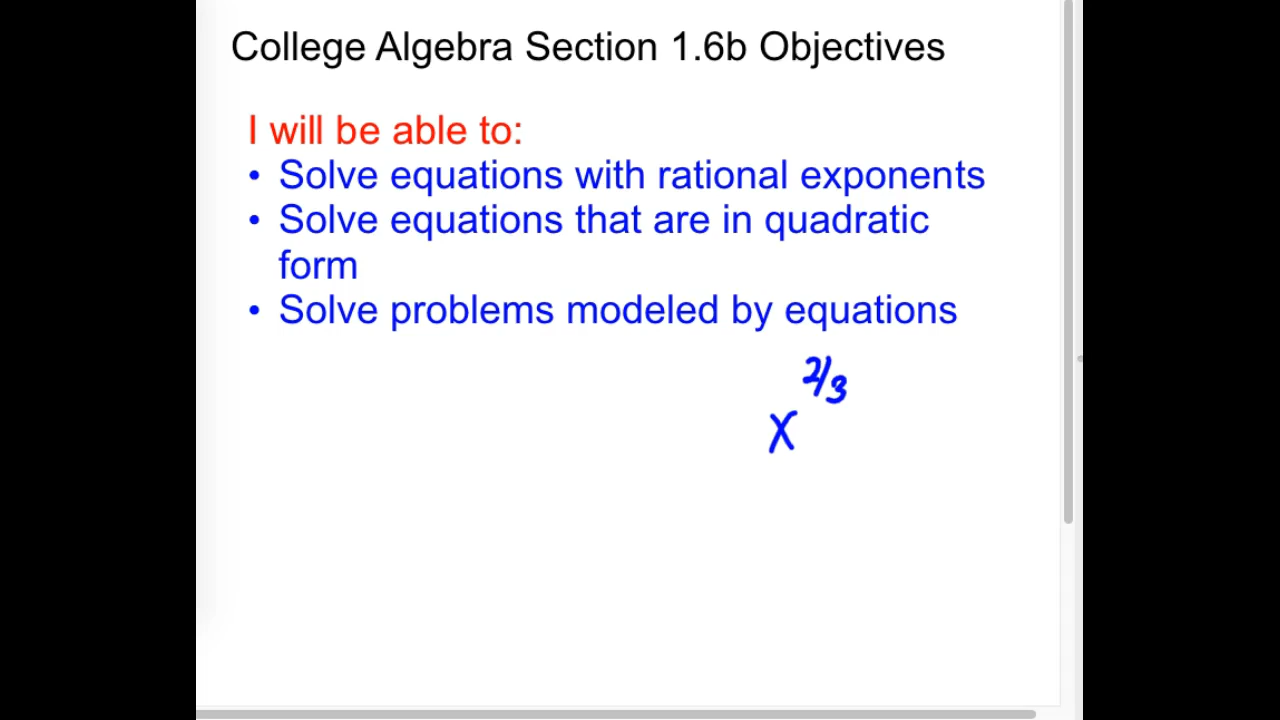 College Algebra Section 1.6b Objectives
I will be able to:
• Solve equations with rational exponents
• Solve equations that are in quadratic
form
• Solve problems modeled by equations
x^2/3